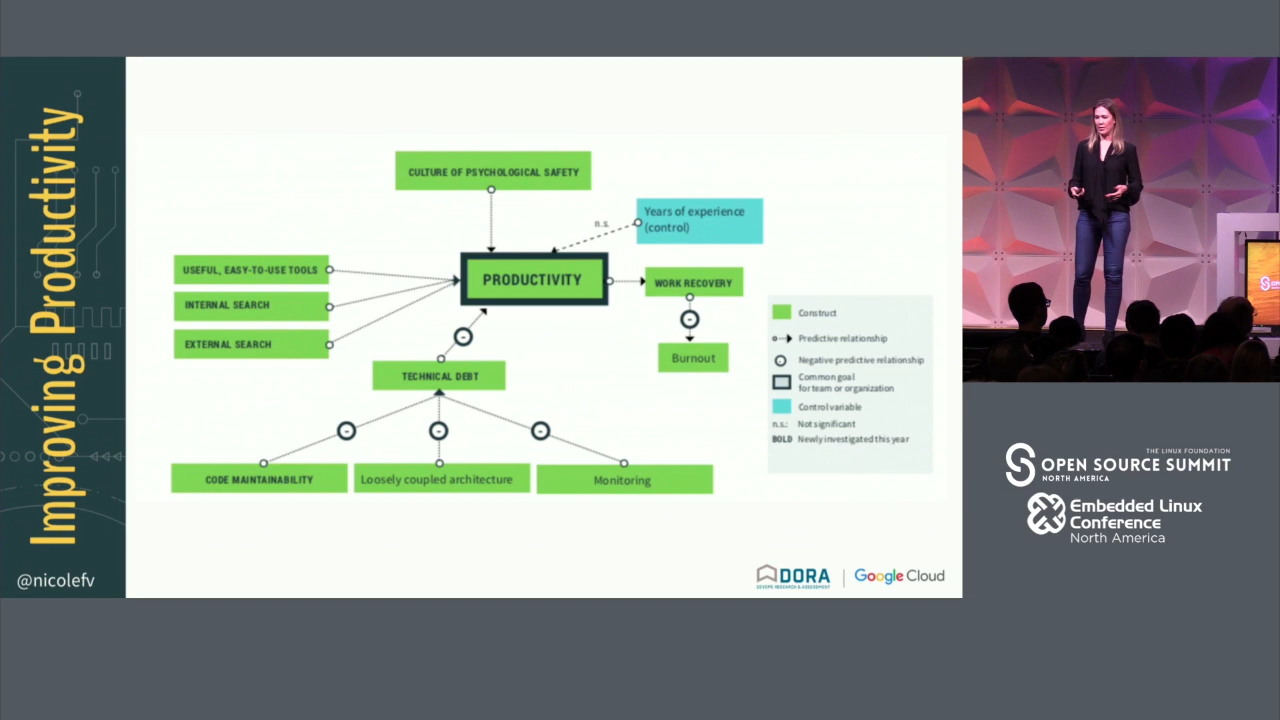 Improving Productivity
@nicolefv
CULTURE OF PSYCHOLOGICAL SAFETY
Years of experience
(control)
n.s.
USEFUL, EASY-TO-USE TOOLS
INTERNAL SEARCH
EXTERNAL SEARCH
PRODUCTIVITY
WORK RECOVERY
-
Burnout
-
TECHNICAL DEBT
-
-
-
CODE MAINTAINABILITY
Loosely coupled architecture
Monitoring
Construct
Predictive relationship
- Negative predictive relationship
Common goal
for team or organization
Control variable
n.s.: Not significant
BOLD Newly investigated this year
DORA
DEVOPS RESEARCH & ASSESSMENT
Google Cloud
THE LINUX FOUNDATION
OPEN SOURCE SUMMIT
NORTH AMERICA
Embedded Linux
Conference
North America